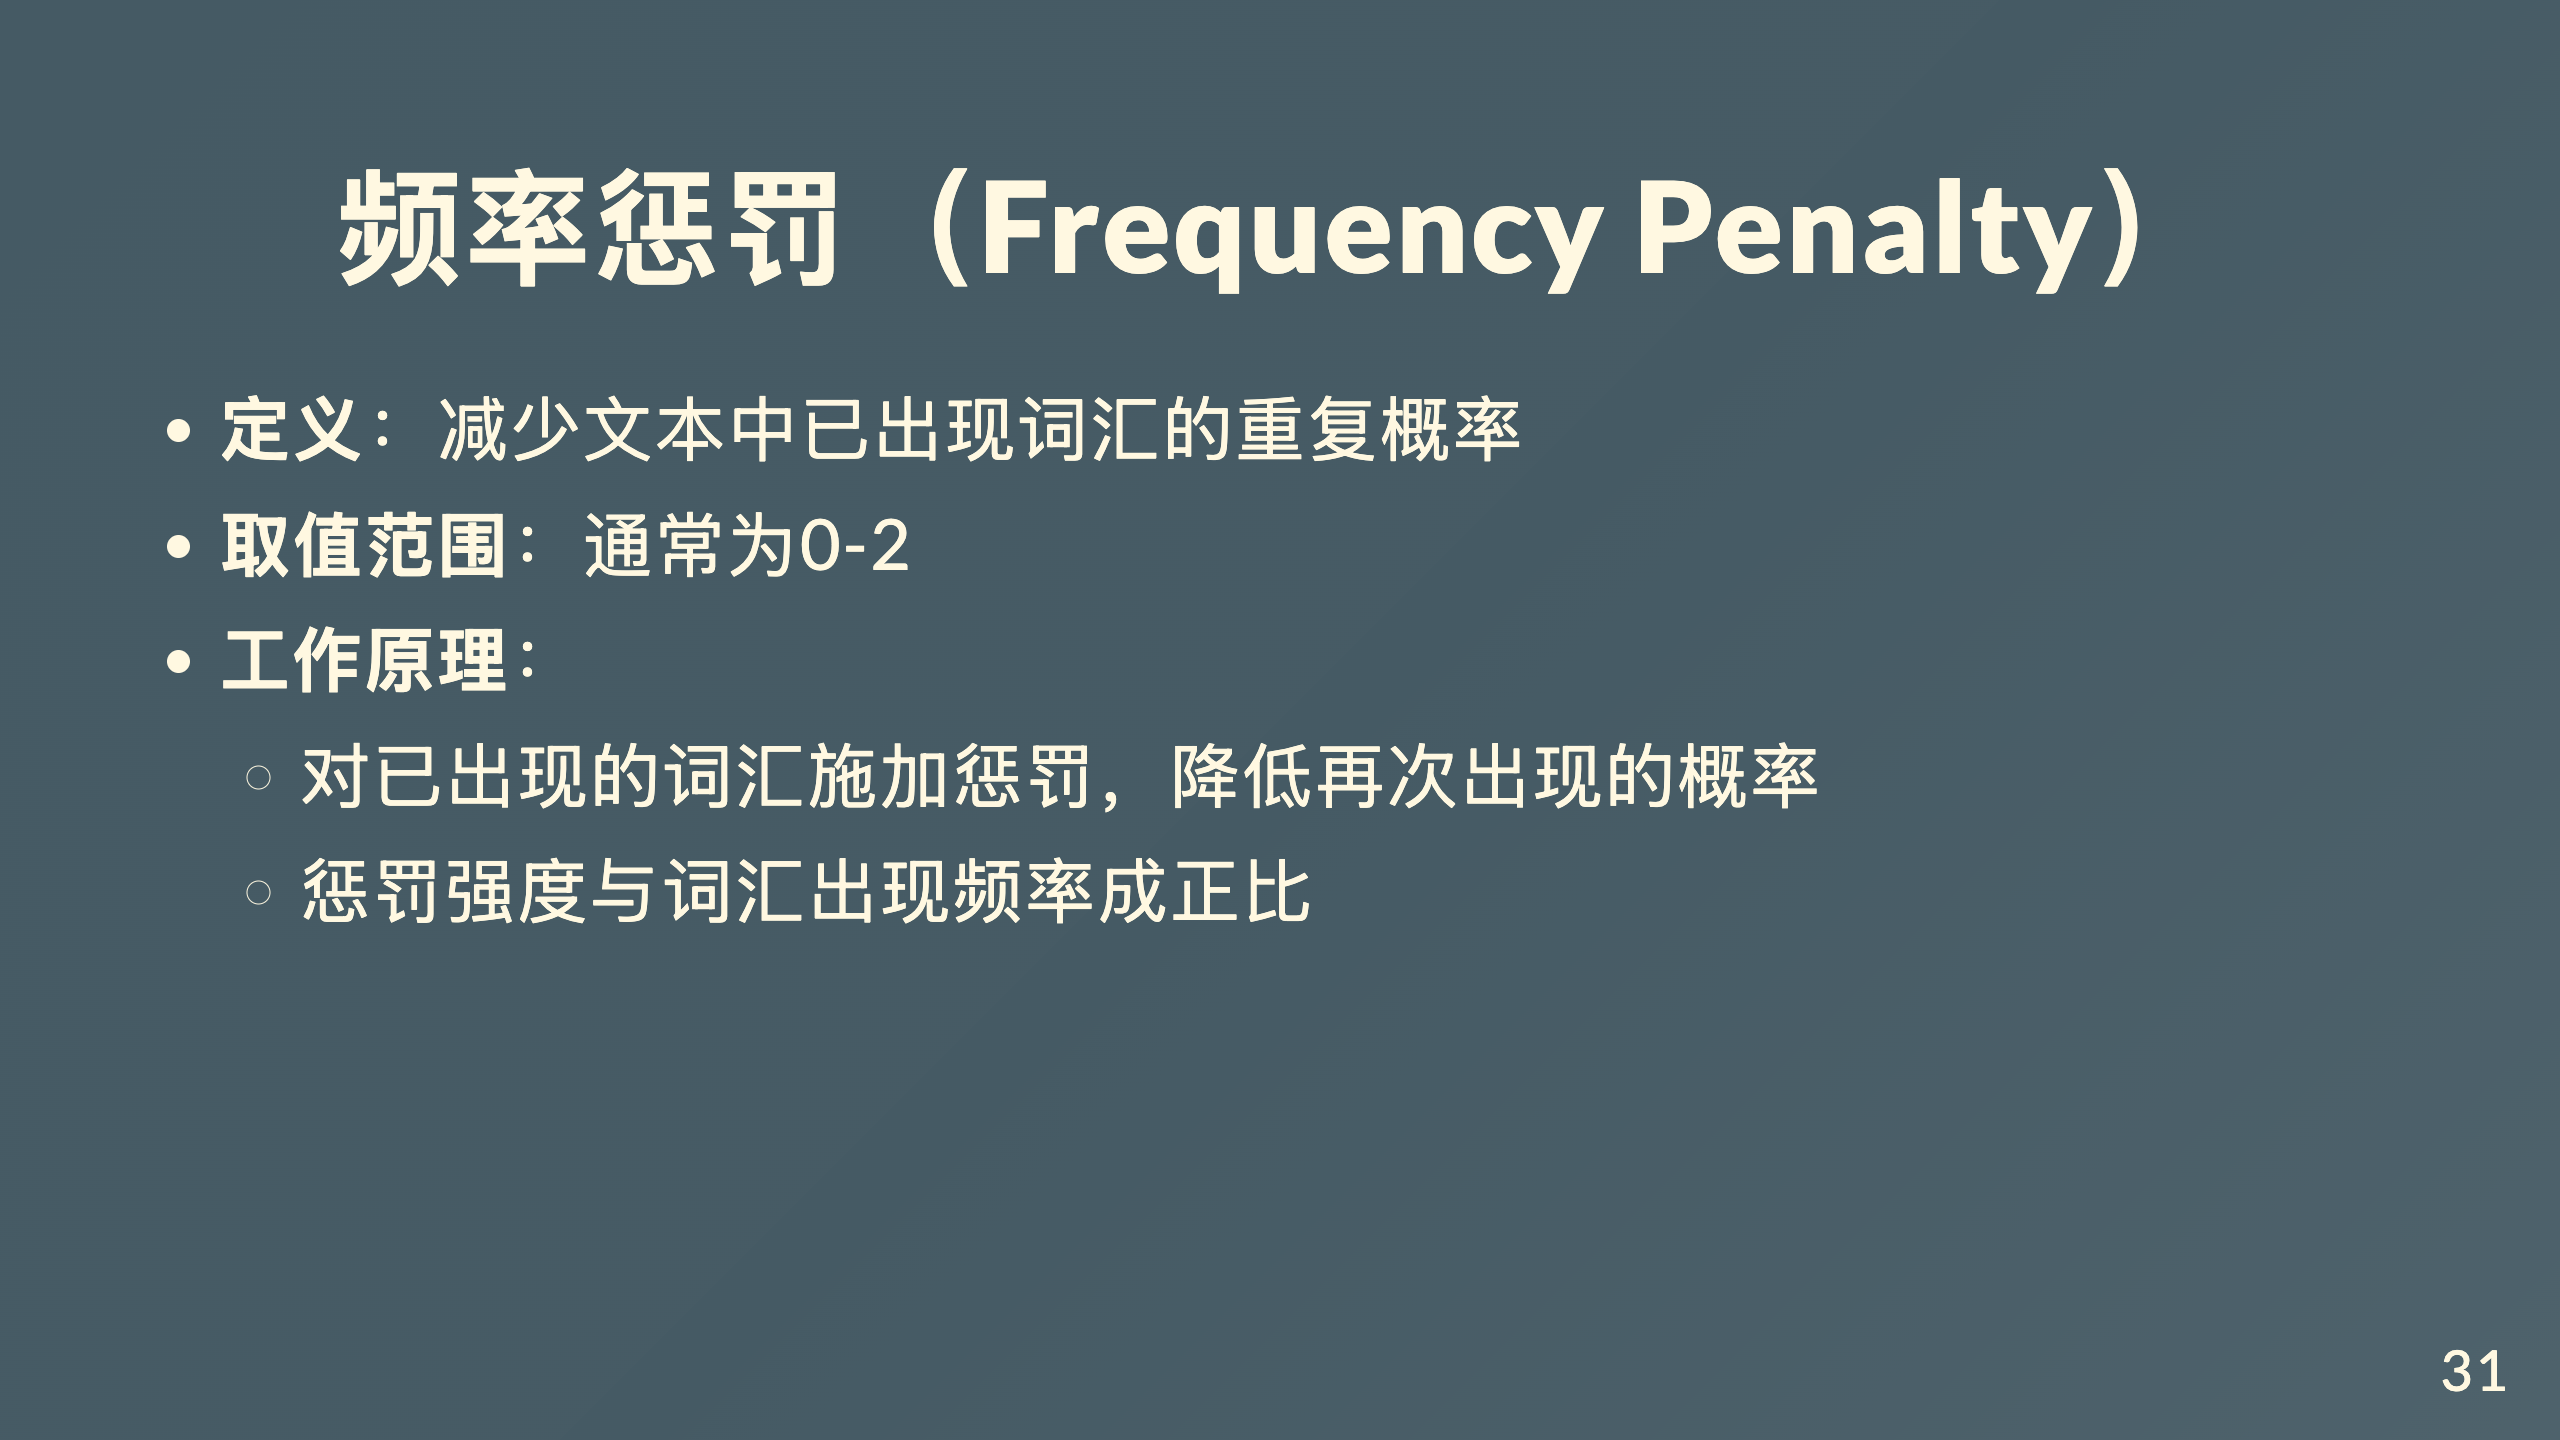 频率惩罚（Frequency Penalty）
• 定义：减少文本中已出现词汇的重复概率
• 取值范围：通常为0-2
• 工作原理：
○ 对已出现的词汇施加惩罚，降低再次出现的概率
○ 惩罚强度与词汇出现频率成正比
31